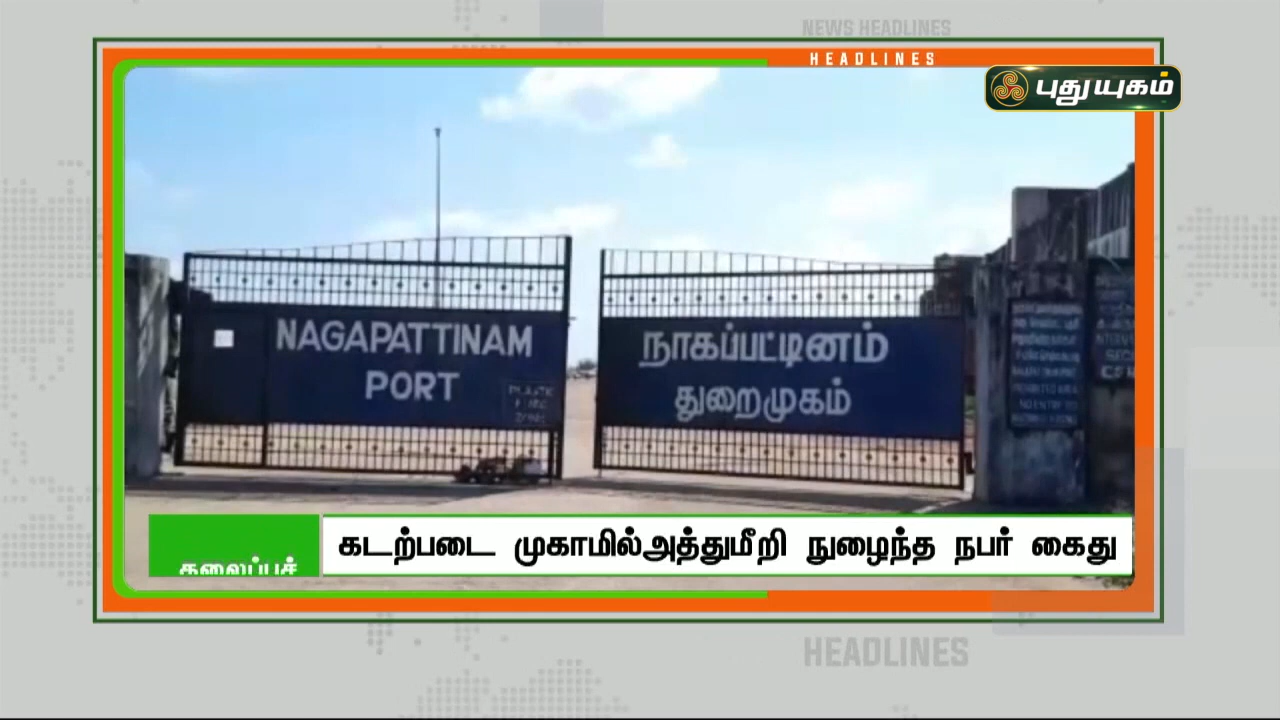 NEWS HEADLINES
HEADLINES
புதுயுகம்
NAGAPATTINAM
PORT
நாகப்பட்டினம்
துறைமுகம்
கடற்படை முகாமில்அத்துமீறி நுழைந்த நபர் கைது
HEADLINES